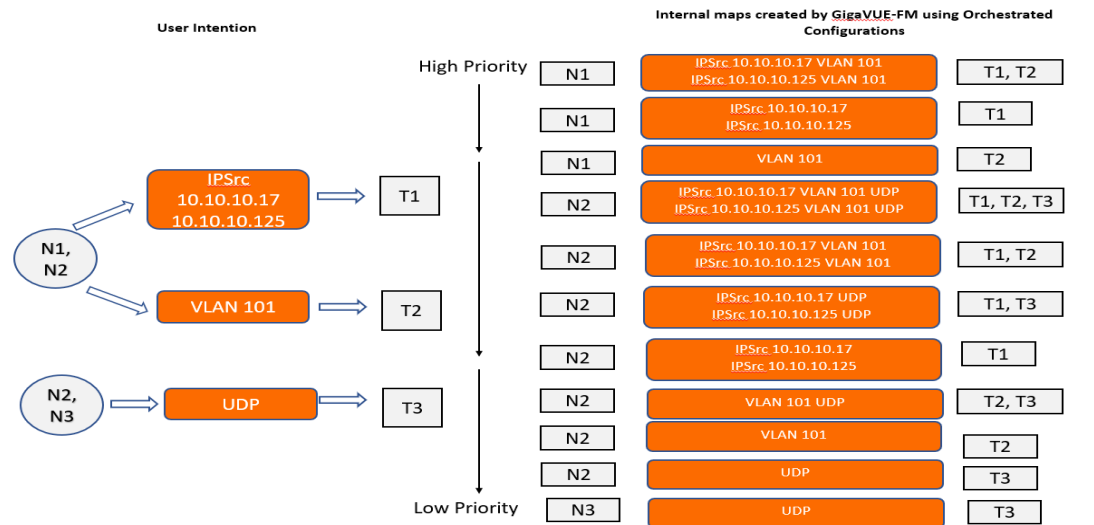 User Intention
Internal maps created by GigaVUE-FM using Orchestrated
Configurations
IPSrc
10.10.10.17
10.10.10.125
T1
N1,
N2
VLAN 101
T2
N2,
N3
UDP
T3
High Priority
Low Priority
N1
IPSrc 10.10.10.17 VLAN 101
IPSrc 10.10.10.125 VLAN 101
T1, T2
N1
IPSrc 10.10.10.17
IPSrc 10.10.10.125
T1
N1
VLAN 101
T2
N2
IPSrc 10.10.10.17 VLAN 101 UDP
IPSrc 10.10.10.125 VLAN 101 UDP
T1, T2, T3
N2
IPSrc 10.10.10.17 VLAN 101
IPSrc 10.10.10.125 VLAN 101
T1, T2
N2
IPSrc 10.10.10.17 UDP
IPSrc 10.10.10.125 UDP
T1, T3
N2
IPSrc 10.10.10.17
IPSrc 10.10.10.125
T1
N2
VLAN 101 UDP
T2, T3
N2
VLAN 101
T2
N2
UDP
T3
N3
UDP
T3